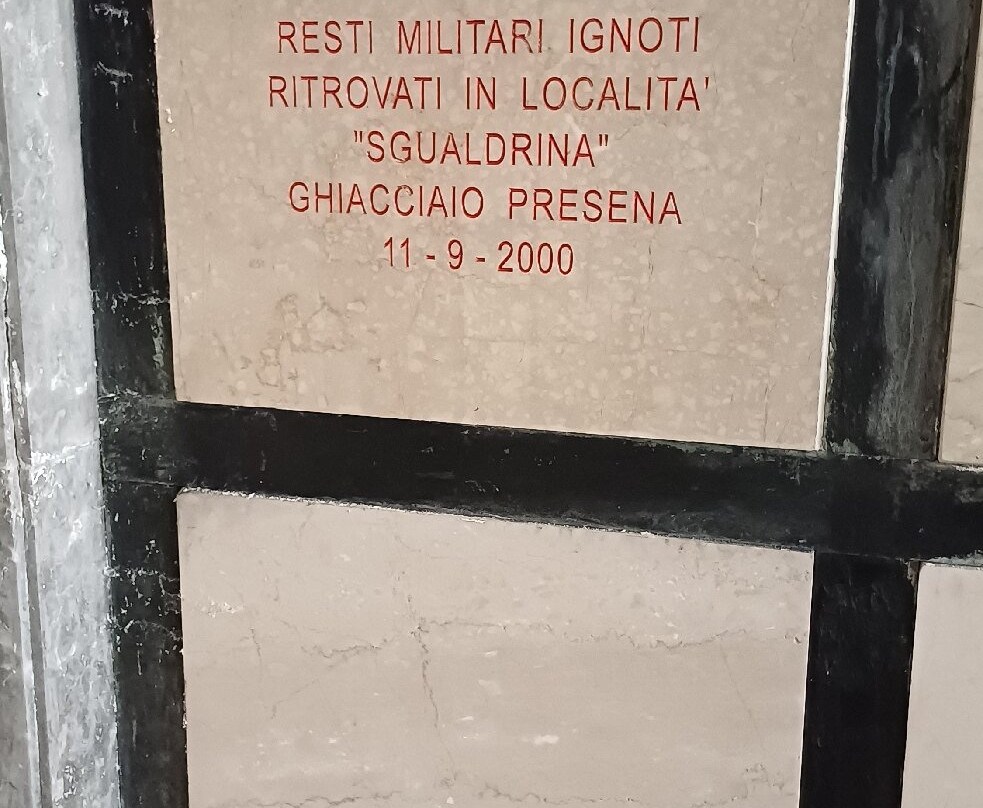 RESTI MILITARI IGNOTI
RITROVATI IN LOCALITA'
"SGUALDRINA"
GHIACCIAIO PRESENA
11 - 9 - 2000